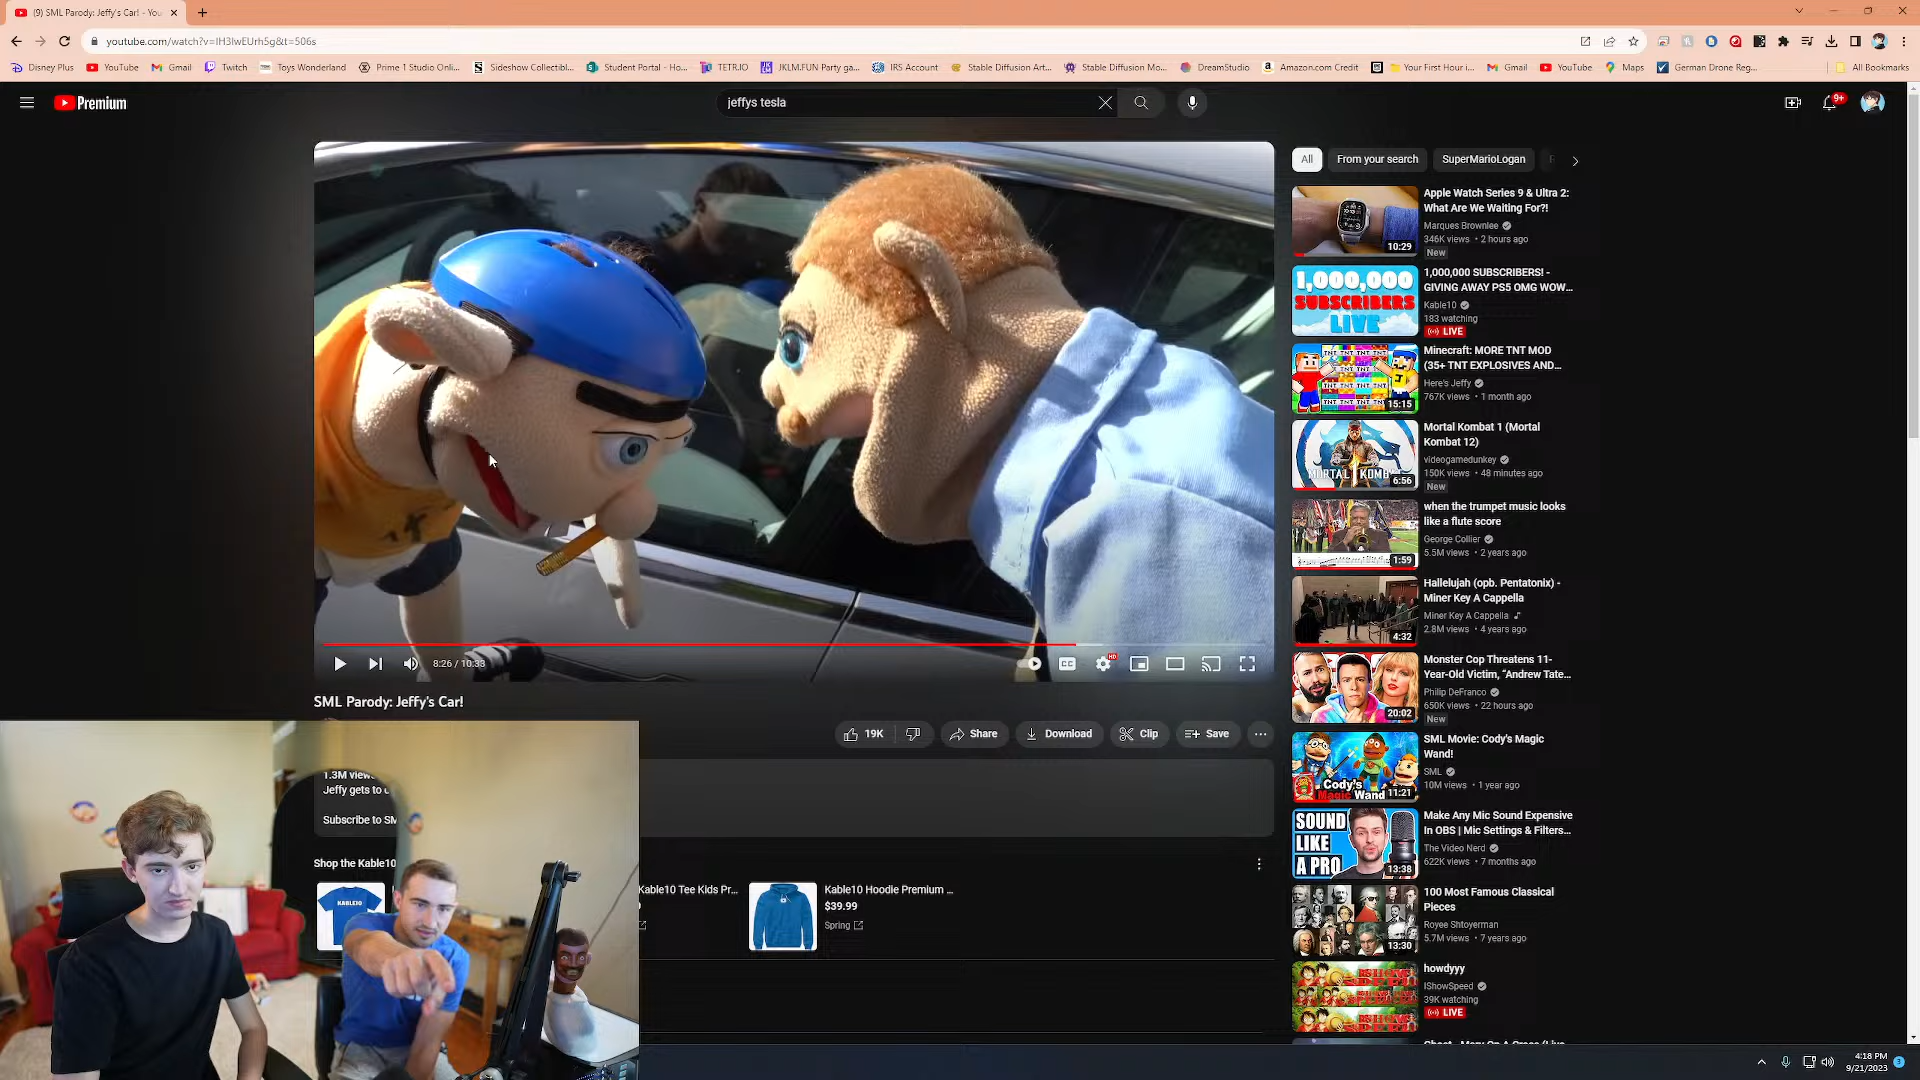 (9) SML Parody: Jeffy's Car! - You
youtube.com/watch?v=IH3IwEUrh5g&t=506s
Disney Plus
YouTube
Gmail
Twitch
Toys Wonderland
Prime 1 Studio Onli...
Sideshow Collectibl...
Student Portal - Ho...
TETR.IO
JKLM.FUN Party ga...
IRS Account
Stable Diffusion Art...
Stable Diffusion Mo...
DreamStudio
Amazon.com Credit
Your First Hour i...
Gmail
YouTube
Maps
German Drone Reg...
All Bookmarks
Premium
jeffys tesla
9+
8:26 / 10:33
CC
HD
SML Parody: Jeffy's Car!
19K
Share
Download
Clip
Save
1.3M view
Jeffy gets to
Subscribe to SM
Shop the Kable10
KABLE10
Kable10 Tee Kids Pr...
Kable10 Hoodie Premium ...
$39.99
Spring
All
From your search
SuperMarioLogan
10:29
Apple Watch Series 9 & Ultra 2:
What Are We Waiting For?!
Marques Brownlee
346K views • 2 hours ago
New
1,000,000
SUBSCRIBERS
LIVE
1,000,000 SUBSCRIBERS! -
GIVING AWAY PS5 OMG WOW...
Kable10
183 watching
LIVE
TNT TNT TNT
15:15
Minecraft: MORE TNT MOD
(35+ TNT EXPLOSIVES AND...
Here's Jeffy
767K views • 1 month ago
MORTAL KOMBAT
6:56
Mortal Kombat 1 (Mortal
Kombat 12)
videogamedunkey
150K views • 48 minutes ago
New
1:59
when the trumpet music looks
like a flute score
George Collier
5.5M views • 2 years ago
4:32
Hallelujah (opb. Pentatonix) -
Miner Key A Cappella
Miner Key A Cappella
2.8M views • 4 years ago
20:02
Monster Cop Threatens 11-
Year-Old Victim, “Andrew Tate...
Philip DeFranco
650K views • 22 hours ago
New
Cody's
Magic Wand
11:21
SML Movie: Cody's Magic
Wand!
SML
10M views • 1 year ago
SOUND
LIKE
A PRO
13:38
Make Any Mic Sound Expensive
In OBS | Mic Settings & Filters...
The Video Nerd
622K views • 7 months ago
13:30
100 Most Famous Classical
Pieces
Royee Shtoyerman
5.7M views • 7 years ago
howdyyy
IShowSpeed
39K watching
LIVE
4:18 PM
9/21/2023
3